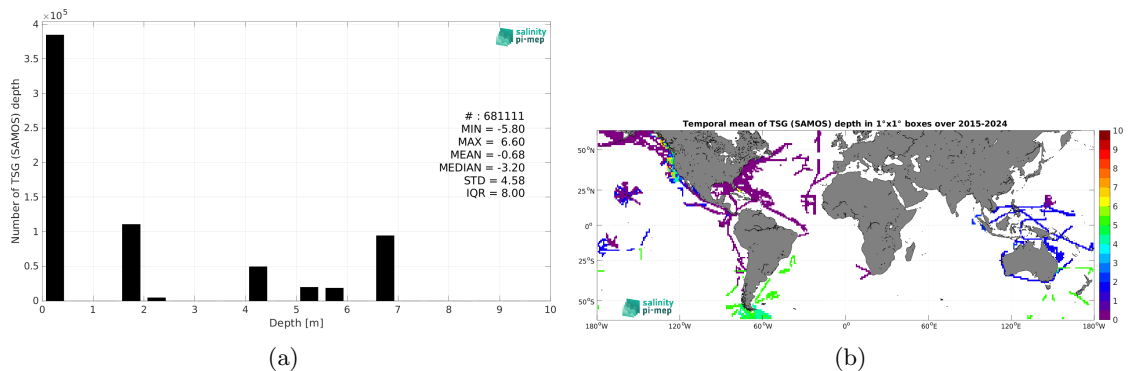 ×10⁵
4
3.5
3
2.5
2
1.5
1
0.5
0
Number of TSG (SAMOS) depth
0 1 2 3 4 5 6 7 8 9 10
Depth [m]
salinity
pi-mep
# : 681111
MIN = -5.80
MAX = 6.60
MEAN = -0.68
MEDIAN = -3.20
STD = 4.58
IQR = 8.00
(a)
Temporal mean of TSG (SAMOS) depth in 1°x1° boxes over 2015-2024
50°N
25°N
0°
25°S
50°S
180°W 120°W 60°W 0° 60°E 120°E 180°W
salinity
pi-mep
10
9
8
7
6
5
4
3
2
1
0
(b)